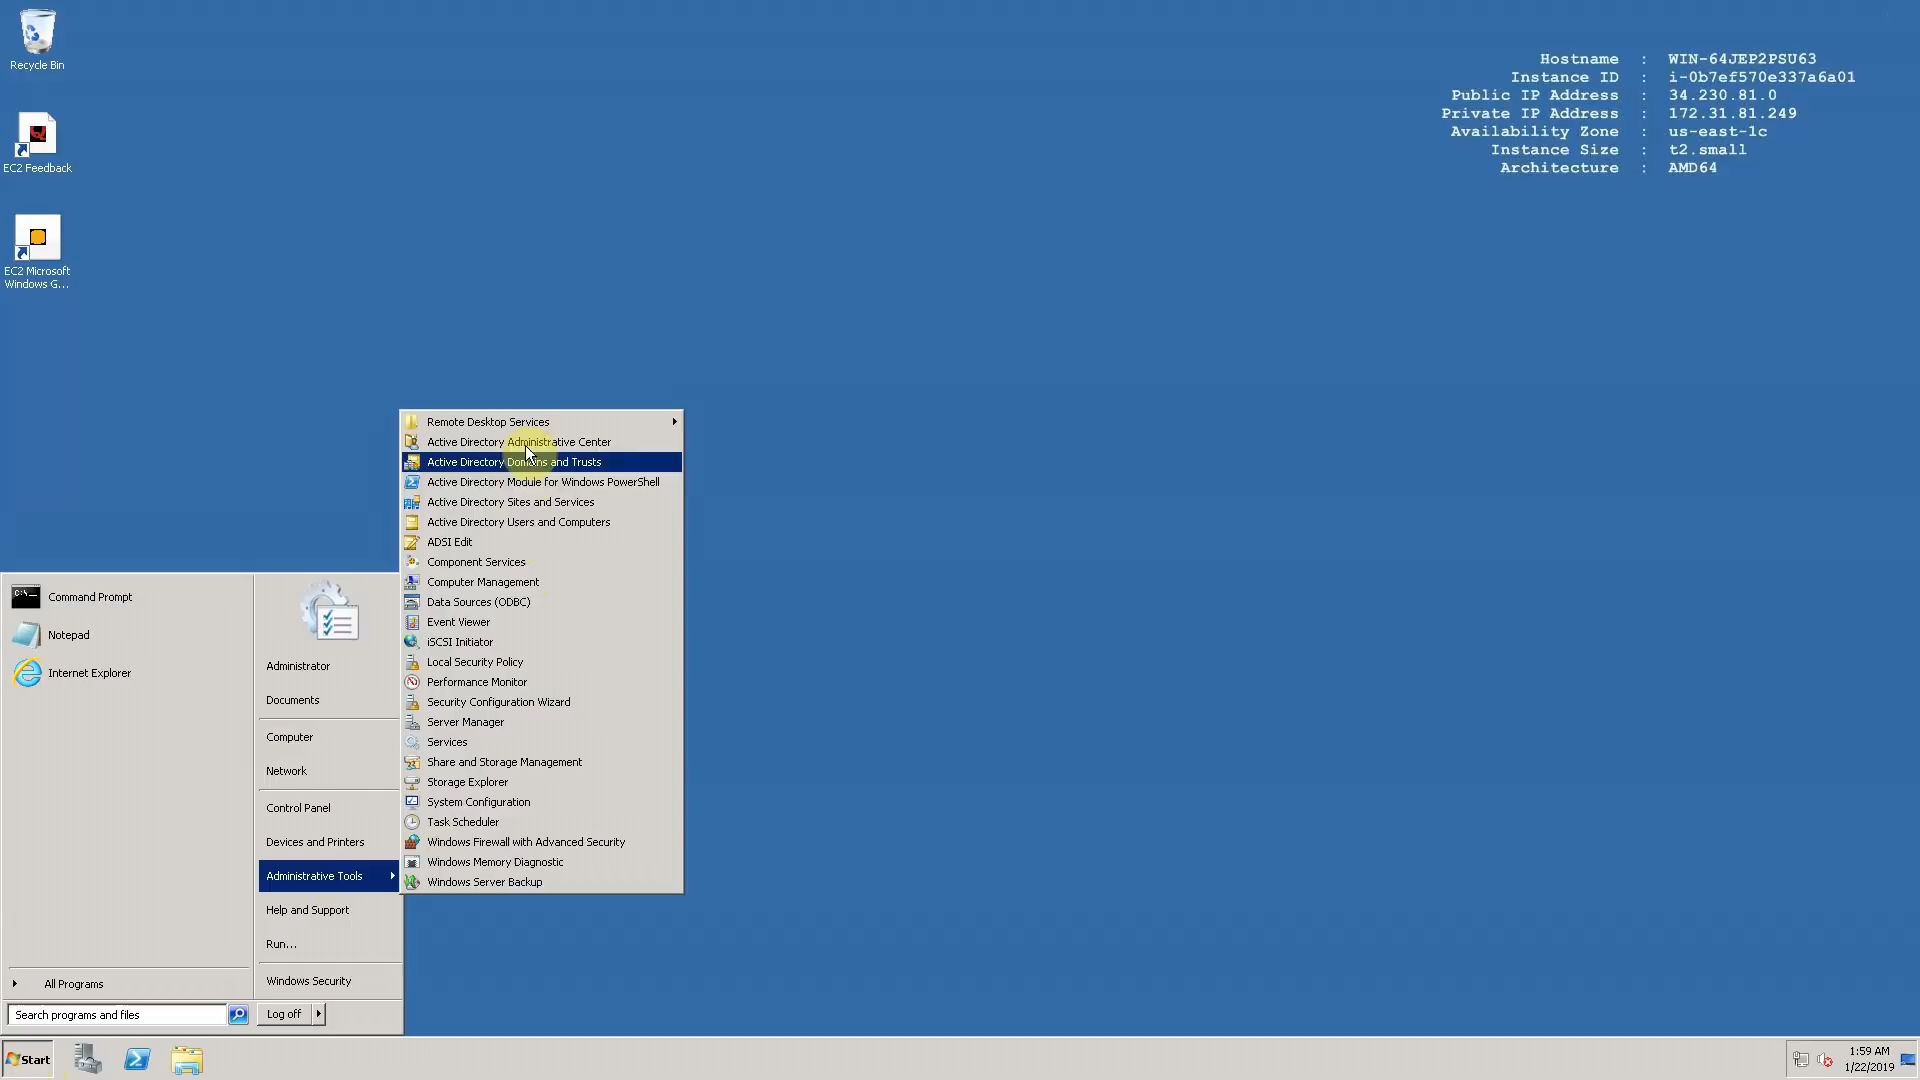 Recycle Bin
EC2 Feedback
EC2 Microsoft
Windows G...
Hostname : WIN-64JEP2PSU63
Instance ID : i-0b7ef570e337a6a01
Public IP Address : 34.230.81.0
Private IP Address : 172.31.81.249
Availability Zone : us-east-1c
Instance Size : t2.small
Architecture : AMD64
Remote Desktop Services
Active Directory Administrative Center
Active Directory Domains and Trusts
Active Directory Module for Windows PowerShell
Active Directory Sites and Services
Active Directory Users and Computers
ADSI Edit
Component Services
Computer Management
Data Sources (ODBC)
Event Viewer
iSCSI Initiator
Local Security Policy
Performance Monitor
Security Configuration Wizard
Server Manager
Services
Share and Storage Management
Storage Explorer
System Configuration
Task Scheduler
Windows Firewall with Advanced Security
Windows Memory Diagnostic
Windows Server Backup
Command Prompt
Notepad
Internet Explorer
All Programs
Search programs and files
Administrator
Documents
Computer
Network
Control Panel
Devices and Printers
Administrative Tools
Help and Support
Run...
Windows Security
Log off
Start
1:59 AM
1/22/2019